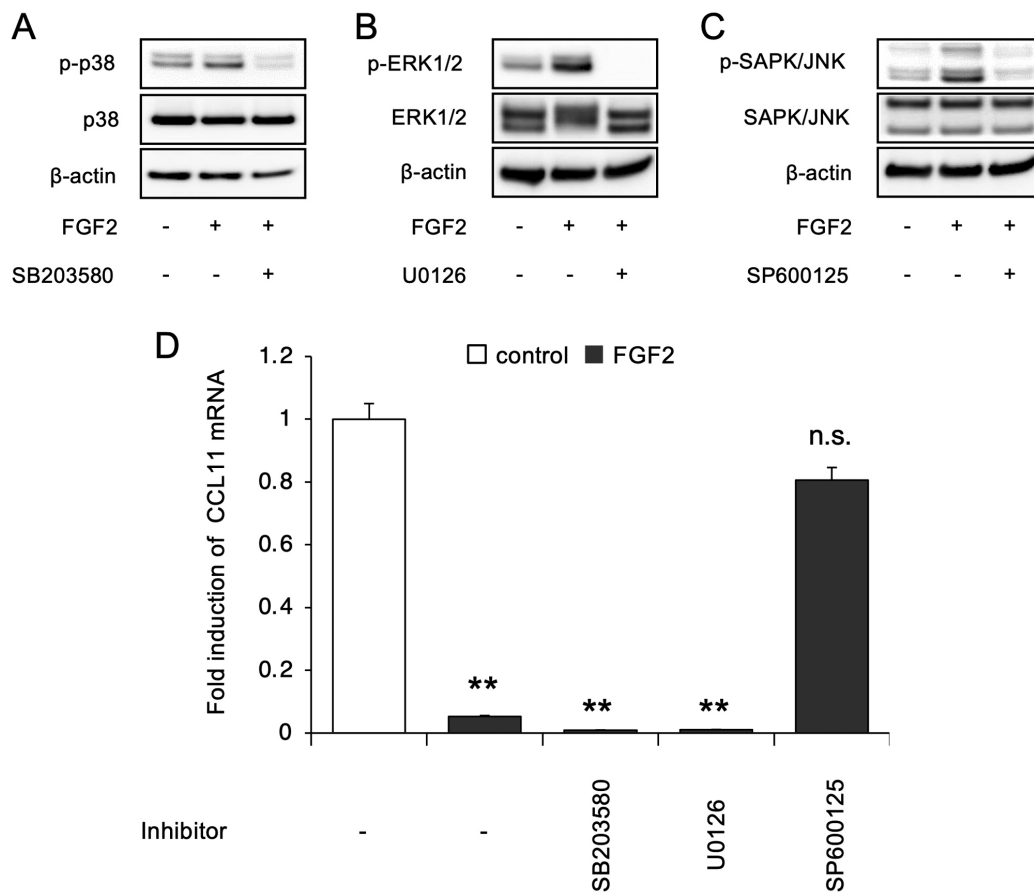 A
p-p38
p38
β-actin
FGF2 - + +
SB203580 - - +
B
p-ERK1/2
ERK1/2
β-actin
FGF2 - + +
U0126 - - +
C
p-SAPK/JNK
SAPK/JNK
β-actin
FGF2 - + +
SP600125 - - +
D
control FGF2
Fold induction of CCL11 mRNA
1.2
1
0.8
0.6
0.4
0.2
0
**
**
**
n.s.
Inhibitor - - SB203580 U0126 SP600125